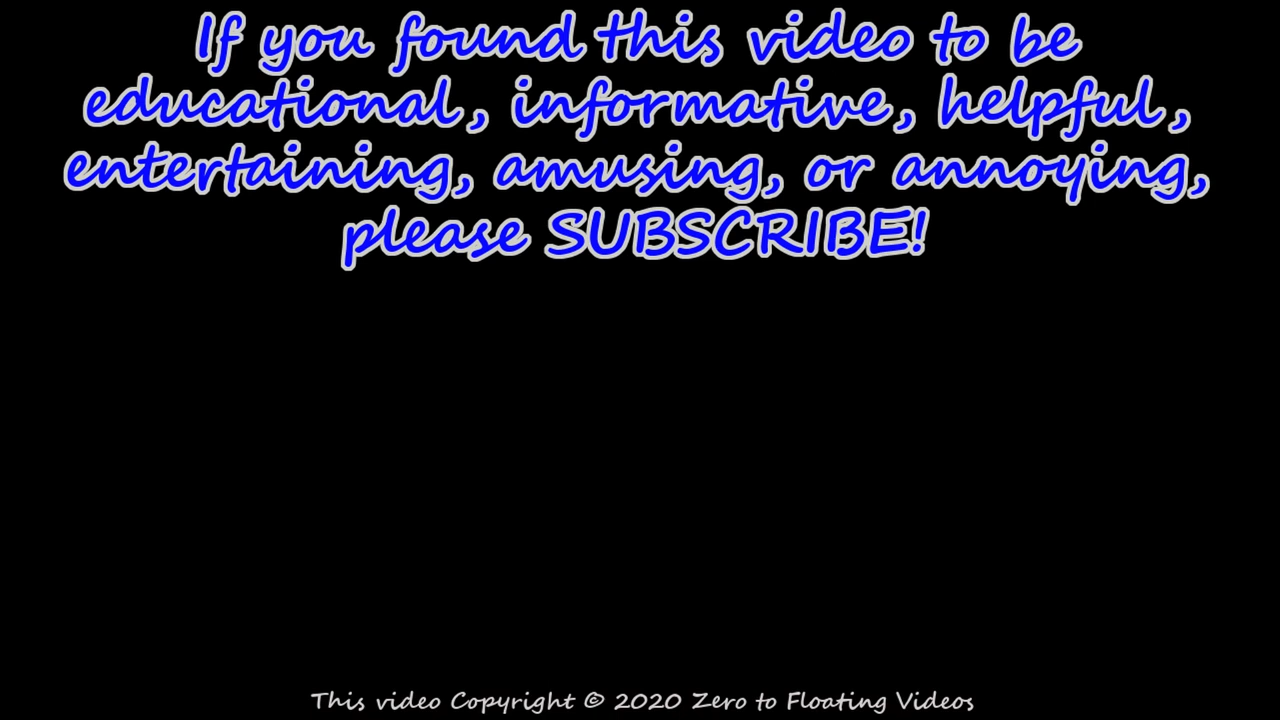 If you found this video to be
educational, informative, helpful,
entertaining, amusing, or annoying,
please SUBSCRIBE!
This video Copyright © 2020 Zero to Floating Videos